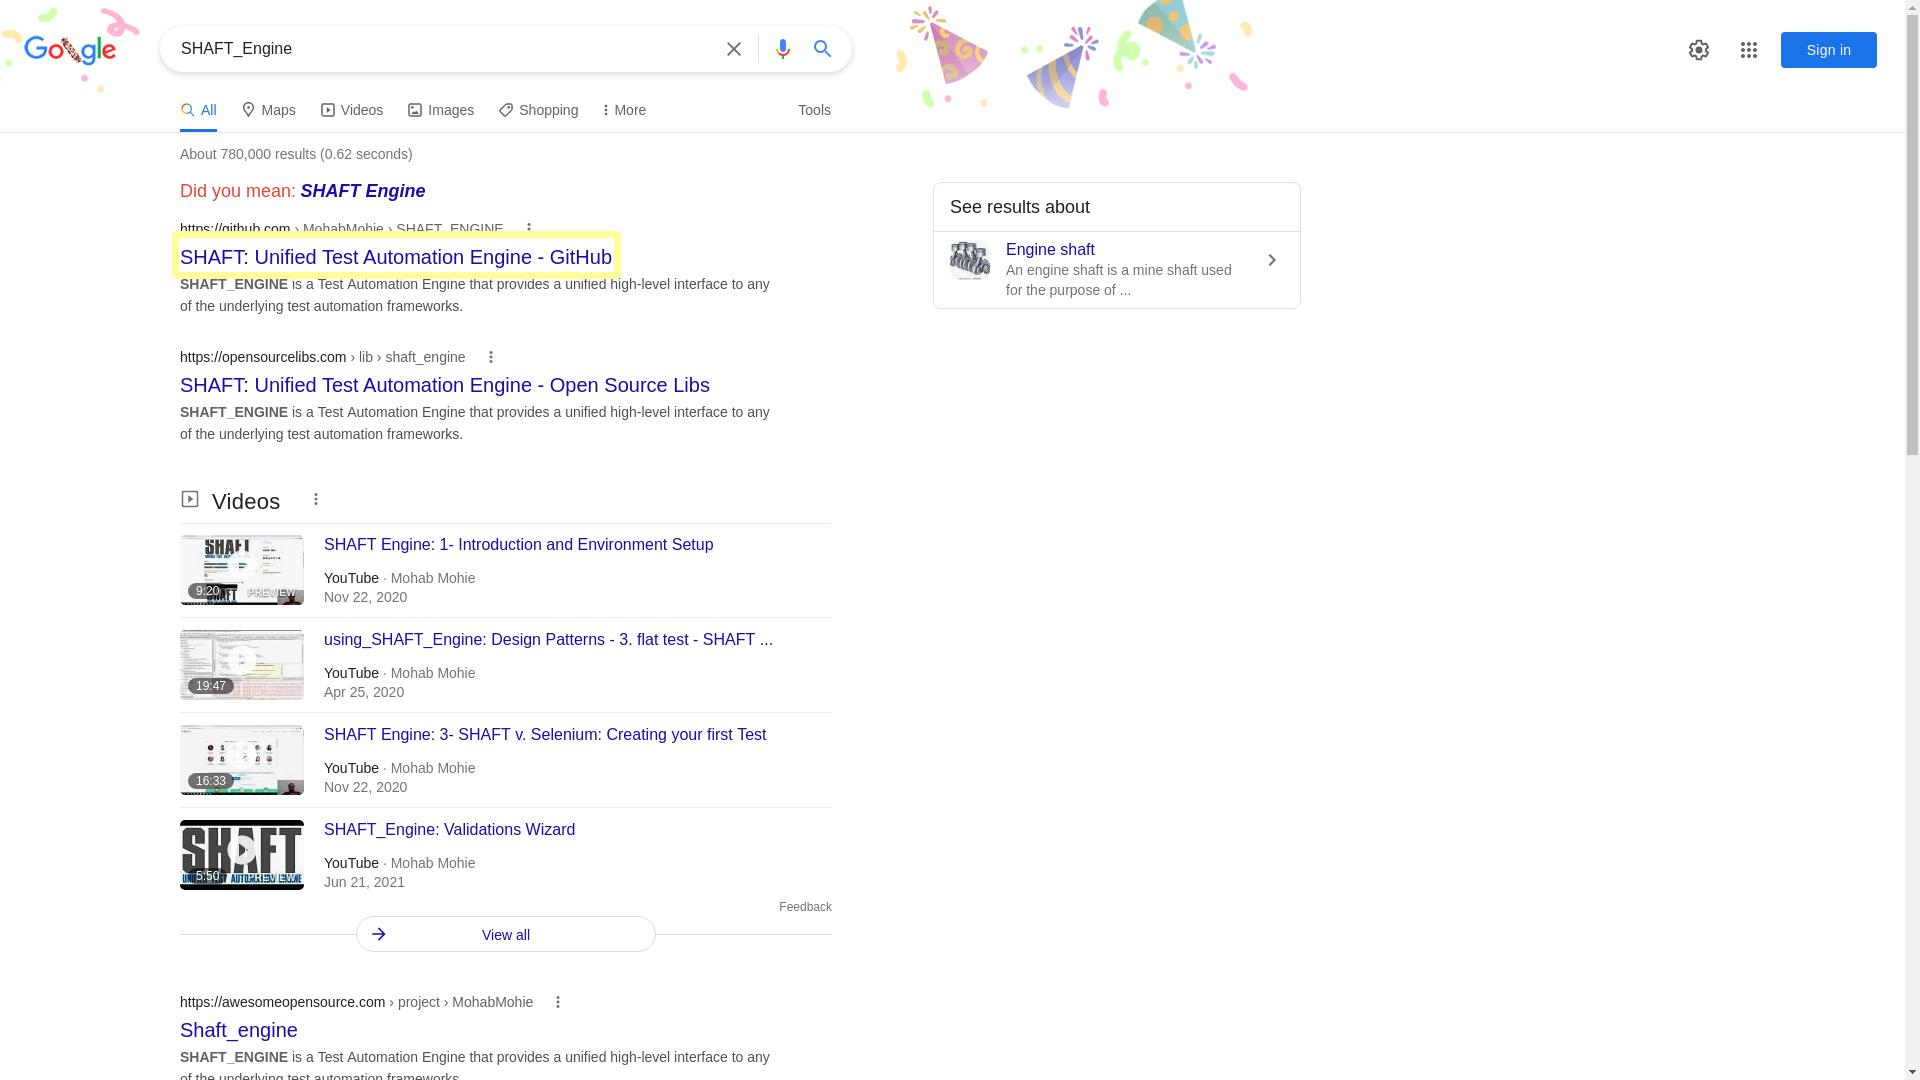 Google
SHAFT_Engine
Sign in
All
Maps
Videos
Images
Shopping
More
Tools
About 780,000 results (0.62 seconds)
Did you mean: SHAFT Engine
https://github.com › MohabMohie › SHAFT_ENGINE
SHAFT: Unified Test Automation Engine - GitHub
SHAFT_ENGINE is a Test Automation Engine that provides a unified high-level interface to any
of the underlying test automation frameworks.
See results about
Engine shaft
An engine shaft is a mine shaft used
for the purpose of ...
https://opensourcelibs.com › lib › shaft_engine
SHAFT: Unified Test Automation Engine - Open Source Libs
SHAFT_ENGINE is a Test Automation Engine that provides a unified high-level interface to any
of the underlying test automation frameworks.
Videos
SHAFT
9:20
PREVIEW
SHAFT Engine: 1- Introduction and Environment Setup
YouTube · Mohab Mohie
Nov 22, 2020
19:47
using_SHAFT_Engine: Design Patterns - 3. flat test - SHAFT ...
YouTube · Mohab Mohie
Apr 25, 2020
16:33
SHAFT Engine: 3- SHAFT v. Selenium: Creating your first Test
YouTube · Mohab Mohie
Nov 22, 2020
SHAFT
5:50
PREVIEW
SHAFT_Engine: Validations Wizard
YouTube · Mohab Mohie
Jun 21, 2021
Feedback
View all
https://awesomeopensource.com › project › MohabMohie
Shaft_engine
SHAFT_ENGINE is a Test Automation Engine that provides a unified high-level interface to any
of the underlying test automation frameworks.